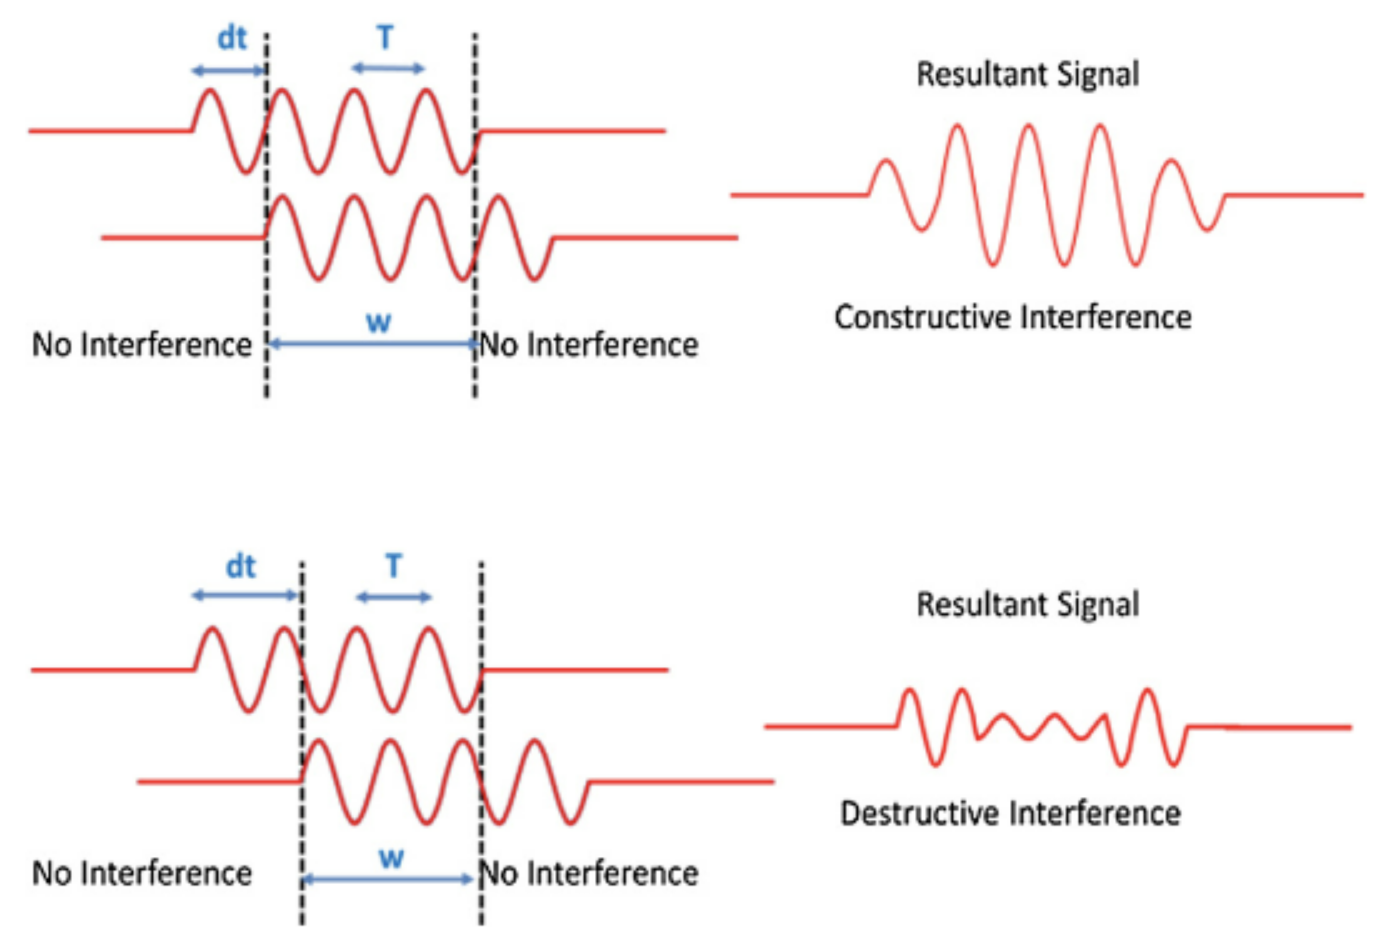 dt
T
Resultant Signal
w
No Interference
No Interference
Constructive Interference
dt
T
Resultant Signal
Destructive Interference
w
No Interference
No Interference